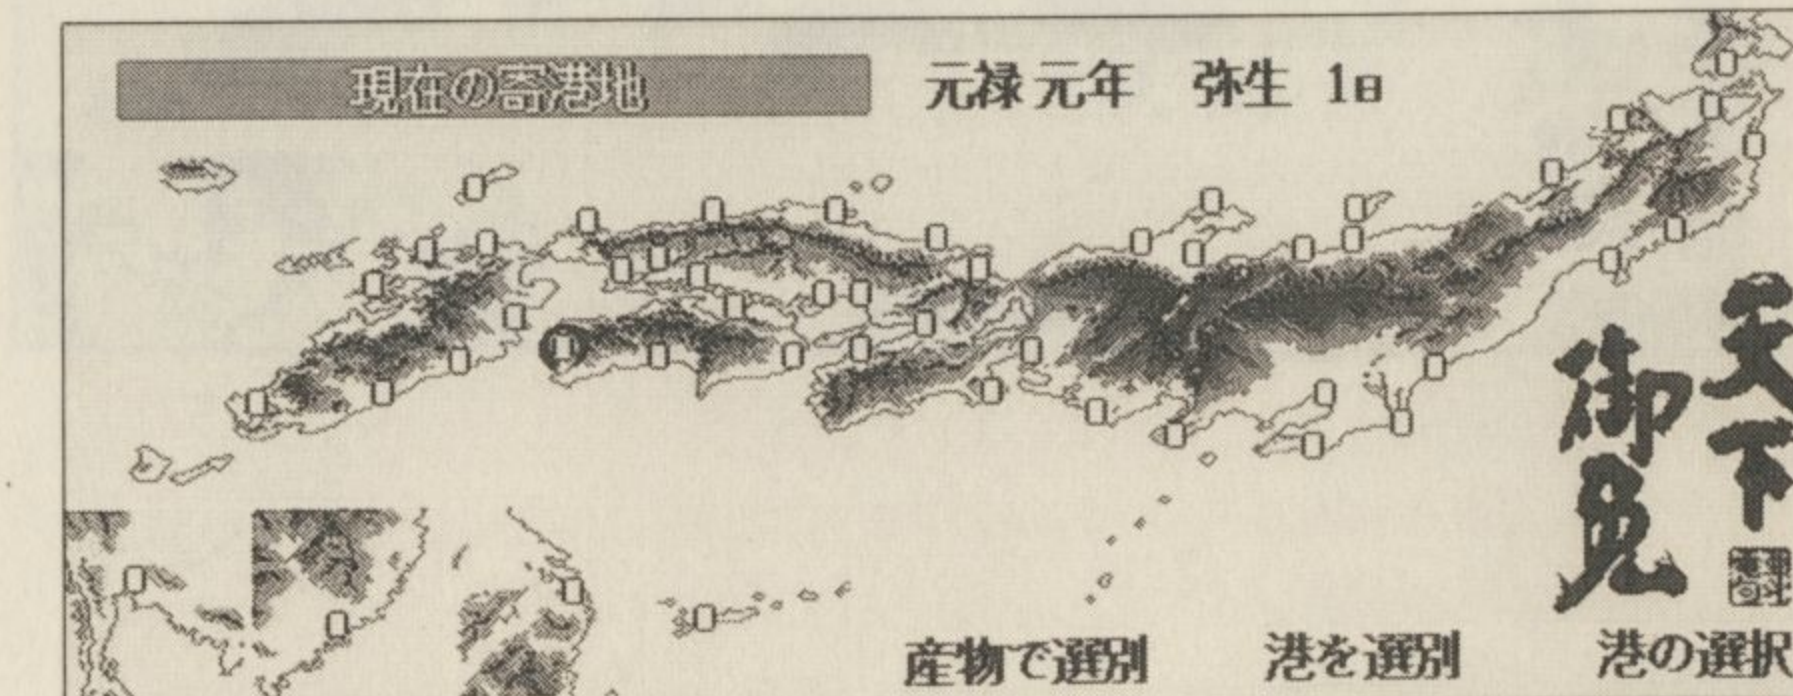 現在の寄港地
元禄 元年 弥生 1日
天下
御免
産物で選別
港を選別
港の選択